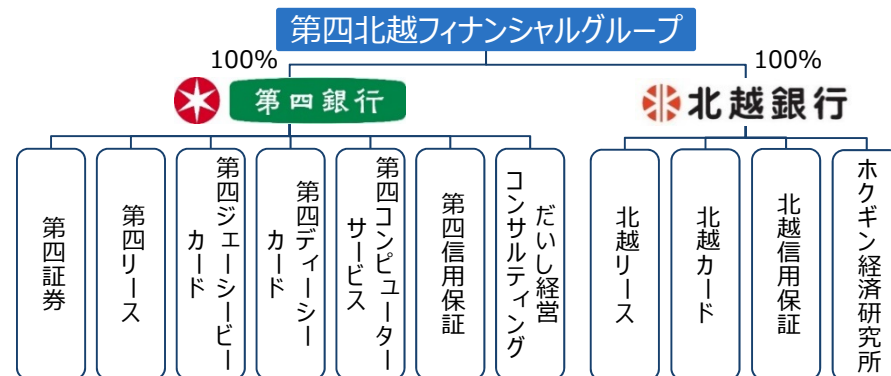 第四北越フィナンシャルグループ
100%
100%
第四銀行
北越銀行
第四証券
第四リース
第四ジェーシービー
カード
第四ディーシー
カード
第四コンピューター
サービス
第四信用保証
だいし経営
コンサルティング
北越リース
北越カード
北越信用保証
ホクギン経済研究所